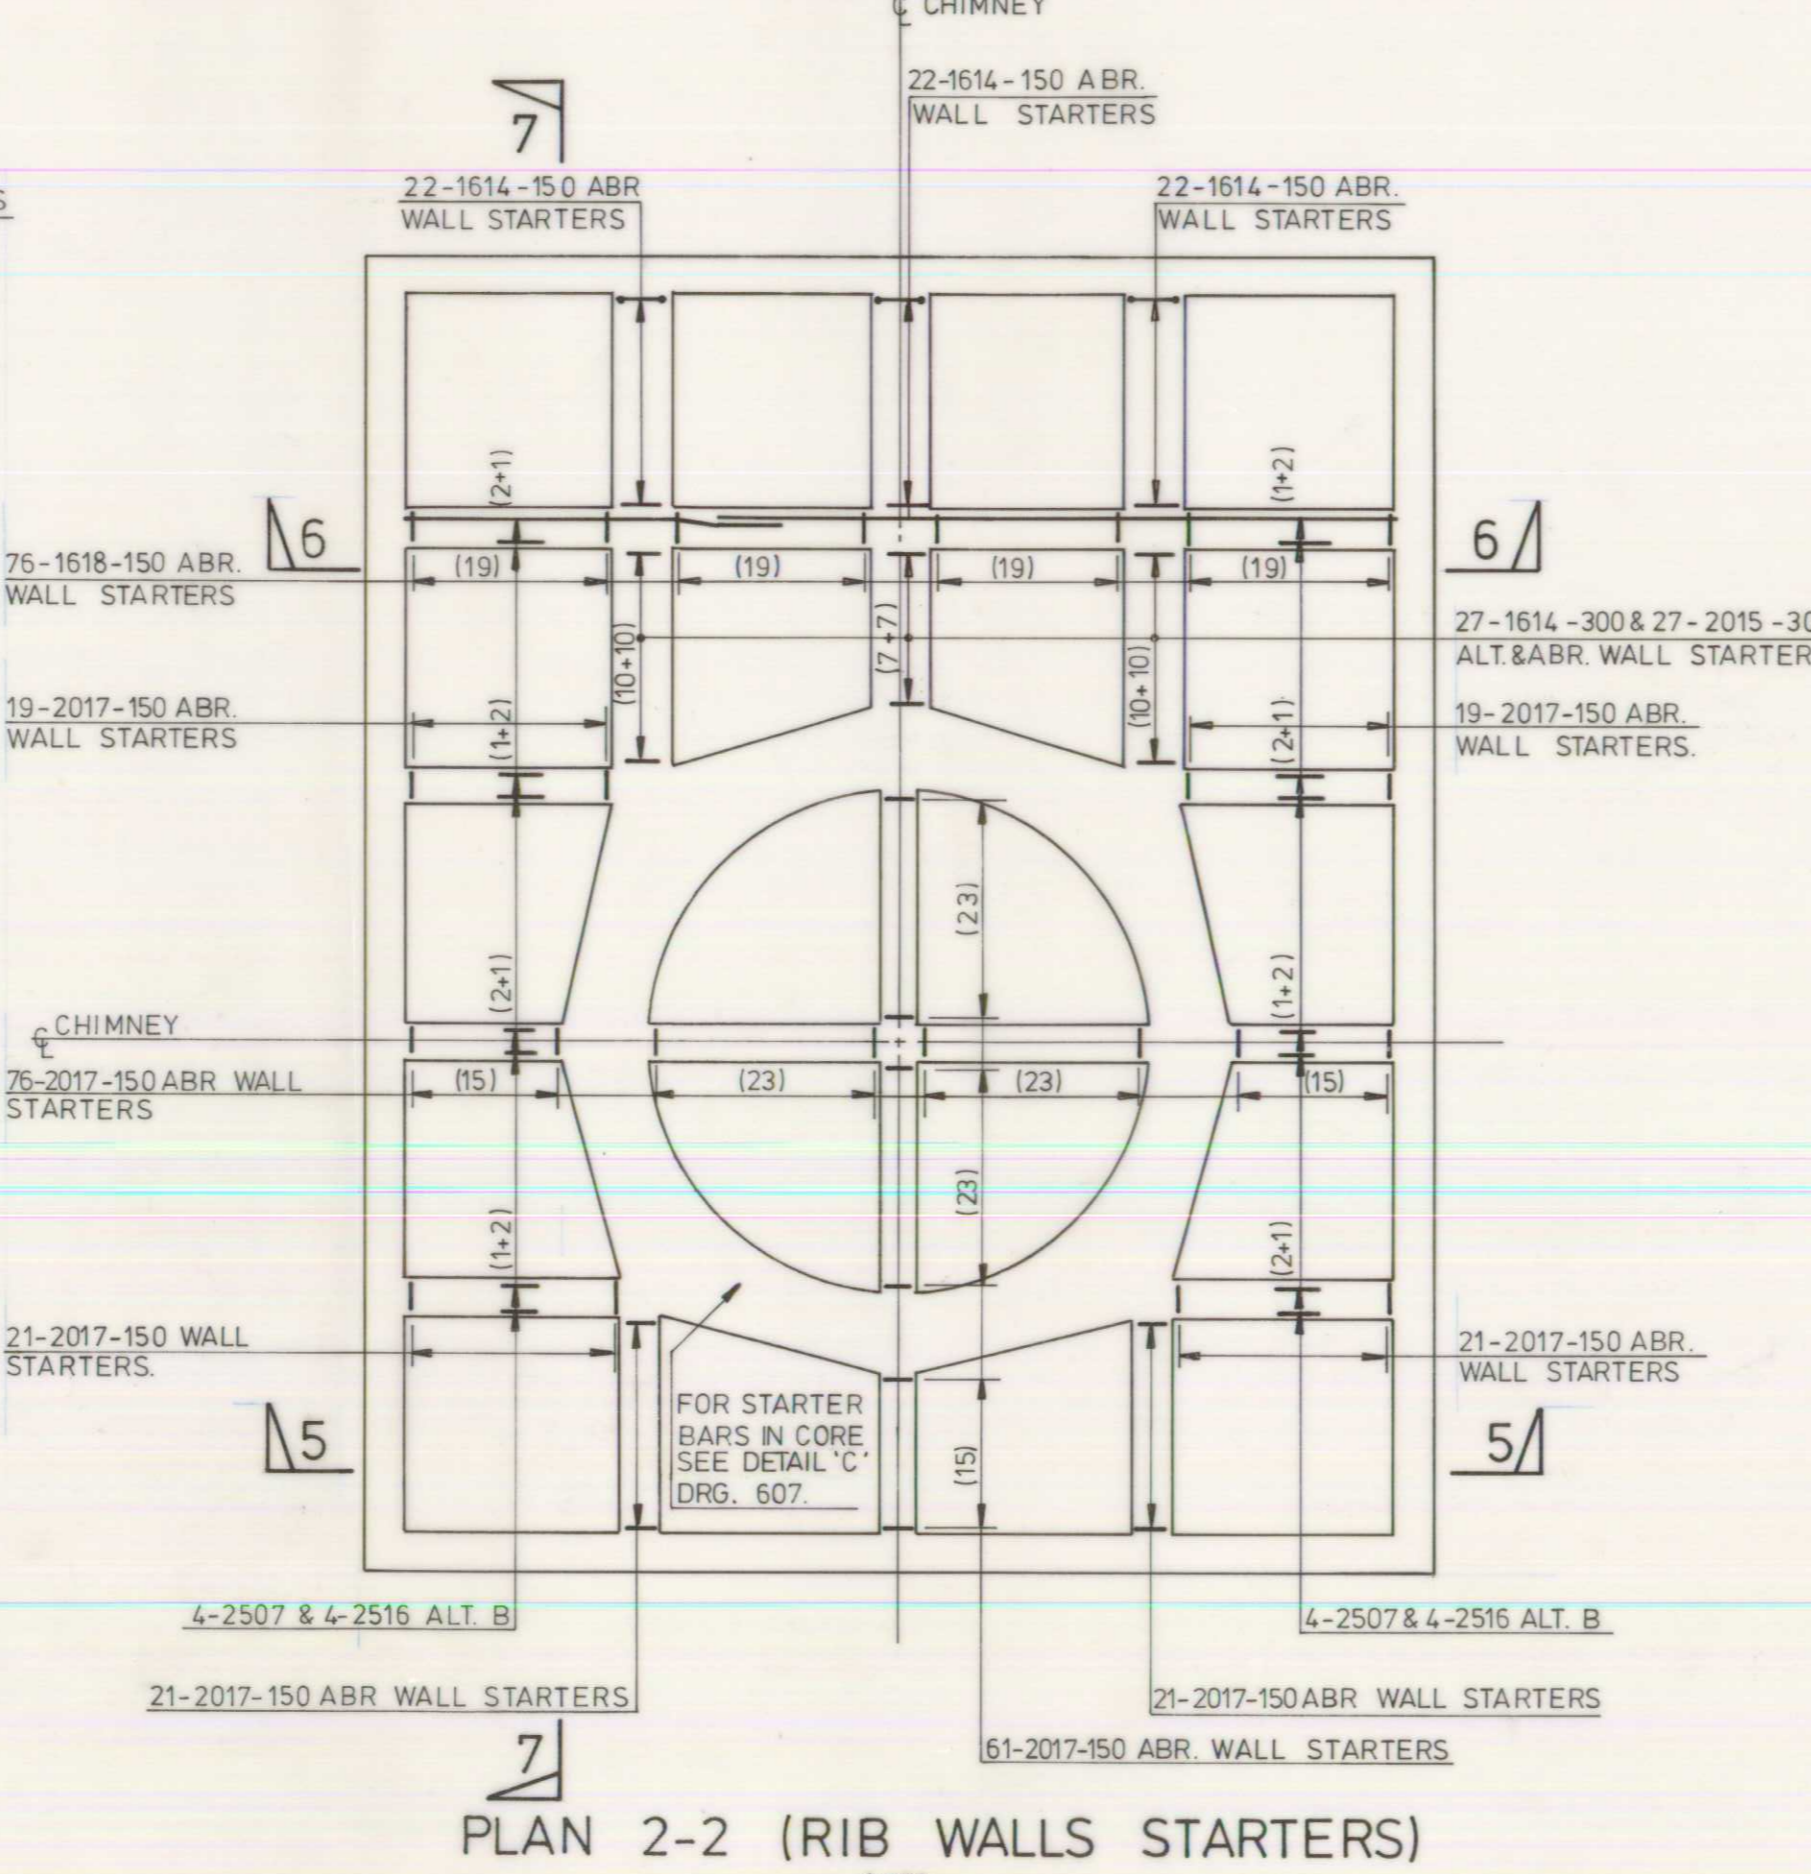 ℄ CHIMNEY
22-1614-150 ABR.
WALL STARTERS
7
22-1614-150 ABR
WALL STARTERS
22-1614-150 ABR.
WALL STARTERS
(2+1)
(1+2)
6
6
76-1618-150 ABR.
WALL STARTERS
(19)
(19)
(19)
(19)
(10+10)
(7+7)
(10+10)
27-1614-300 & 27-2015-30
ALT.&ABR. WALL STARTER
19-2017-150 ABR.
WALL STARTERS
(1+2)
(2+1)
19-2017-150 ABR.
WALL STARTERS.
(23)
(2+1)
(1+2)
℄ CHIMNEY
76-2017-150 ABR WALL
STARTERS
(15)
(23)
(23)
(15)
(23)
(1+2)
(2+1)
21-2017-150 WALL
STARTERS.
21-2017-150 ABR.
WALL STARTERS
FOR STARTER
BARS IN CORE
SEE DETAIL 'C'
DRG. 607.
(15)
5
5
4-2507 & 4-2516 ALT. B
4-2507 & 4-2516 ALT. B
21-2017-150 ABR WALL STARTERS
21-2017-150 ABR WALL STARTERS
61-2017-150 ABR. WALL STARTERS
7
PLAN 2-2 (RIB WALLS STARTERS)